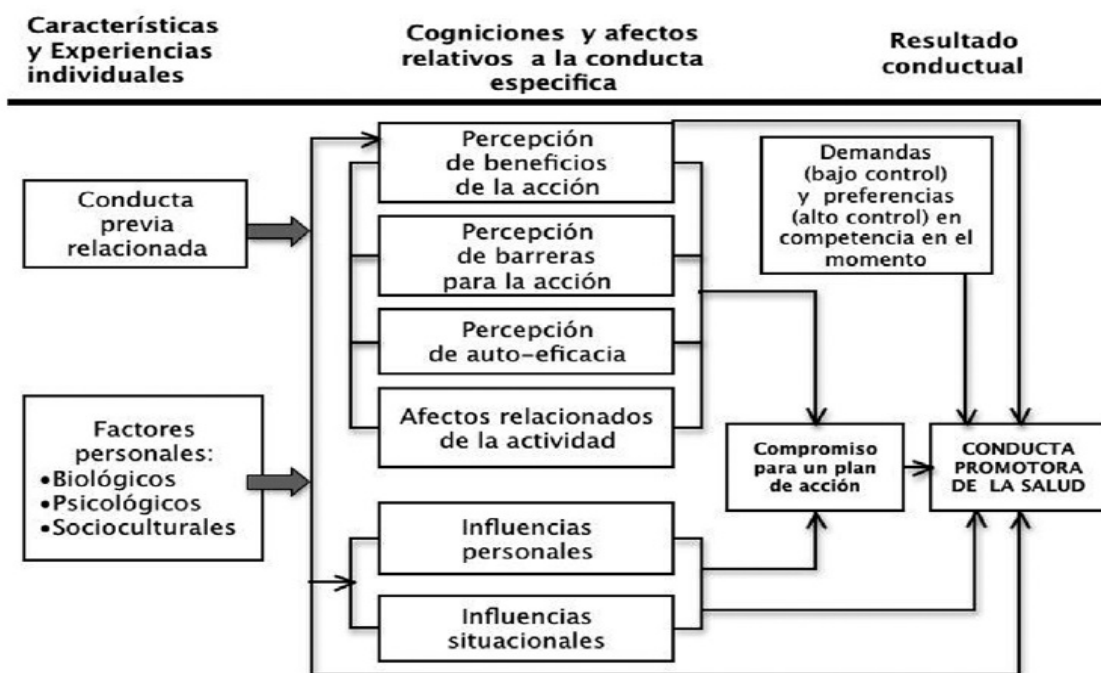 Características
y Experiencias
individuales
Cogniciones y afectos
relativos a la conducta
especifica
Resultado
conductual
Conducta
previa
relacionada
Factores
personales:
•Biológicos
•Psicológicos
•Socioculturales
Percepción
de beneficios
de la acción
Percepción
de barreras
para la acción
Percepción
de auto-eficacia
Afectos relacionados
de la actividad
Influencias
personales
Influencias
situacionales
Demandas
(bajo control)
y preferencias
(alto control) en
competencia en el
momento
Compromiso
para un plan
de acción
CONDUCTA
PROMOTORA
DE LA SALUD